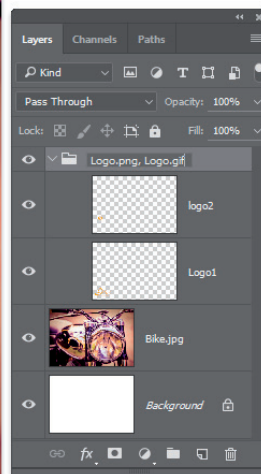 Layers Channels Paths
Kind
Pass Through Opacity: 100%
Lock: Fill: 100%
Logo.png, Logo.gif
logo2
Logo1
Bike.jpg
Background
fx